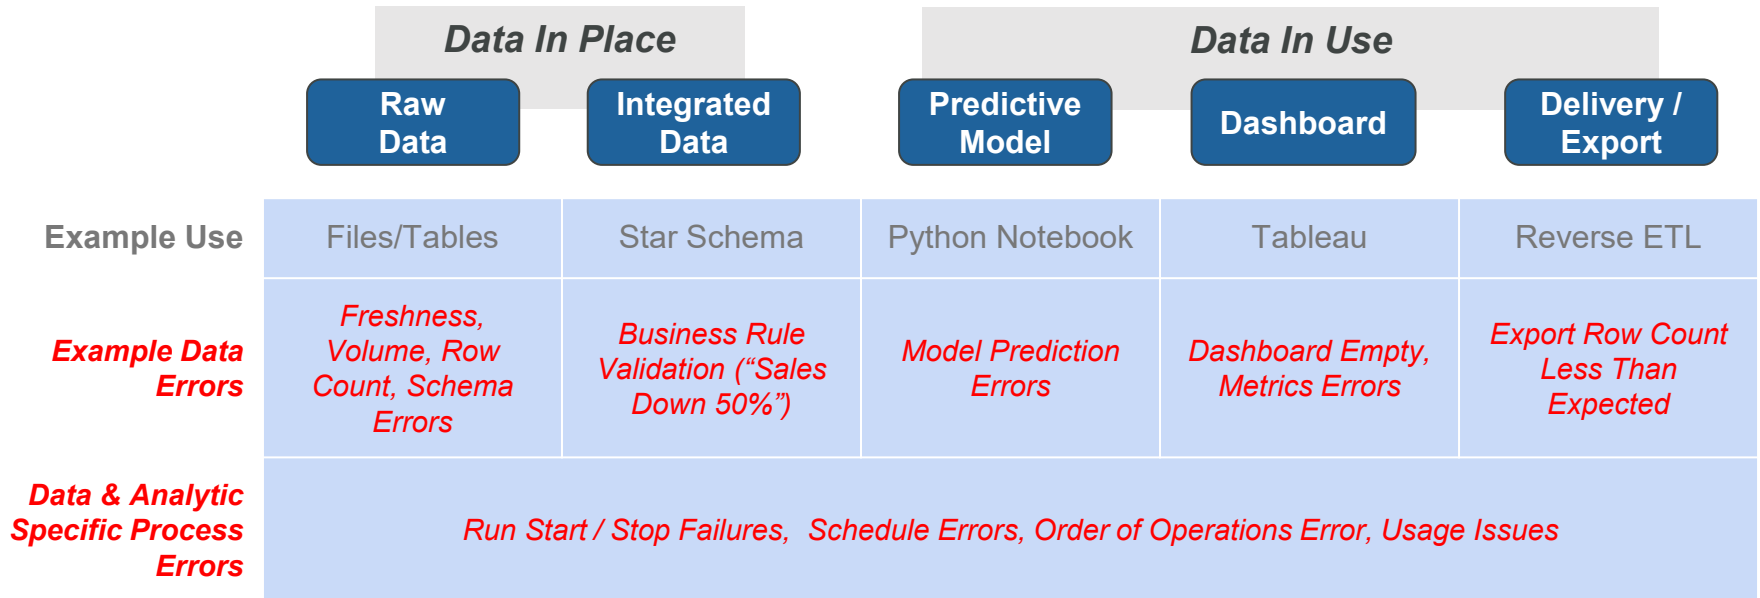 Data In Place
Data In Use
Raw
Data
Integrated
Data
Predictive
Model
Dashboard
Delivery /
Export
Example Use
Files/Tables
Star Schema
Python Notebook
Tableau
Reverse ETL
Example Data
Errors
Freshness,
Volume, Row
Count, Schema
Errors
Business Rule
Validation (“Sales
Down 50%”)
Model Prediction
Errors
Dashboard Empty,
Metrics Errors
Export Row Count
Less Than
Expected
Data & Analytic
Specific Process
Errors
Run Start / Stop Failures,  Schedule Errors, Order of Operations Error, Usage Issues